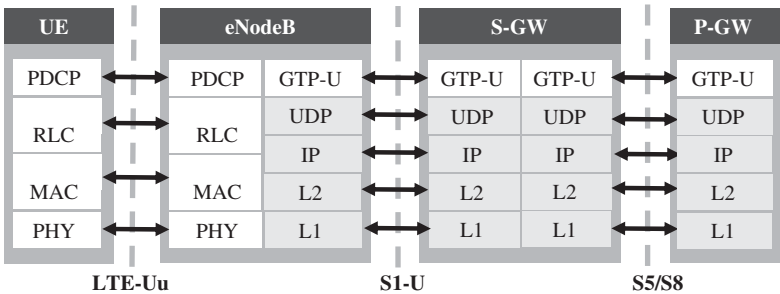 UE eNodeB S-GW P-GW
PDCP PDCP GTP-U GTP-U GTP-U GTP-U
RLC RLC UDP UDP UDP UDP
IP IP IP IP
MAC MAC L2 L2 L2 L2
PHY PHY L1 L1 L1 L1
LTE-Uu S1-U S5/S8